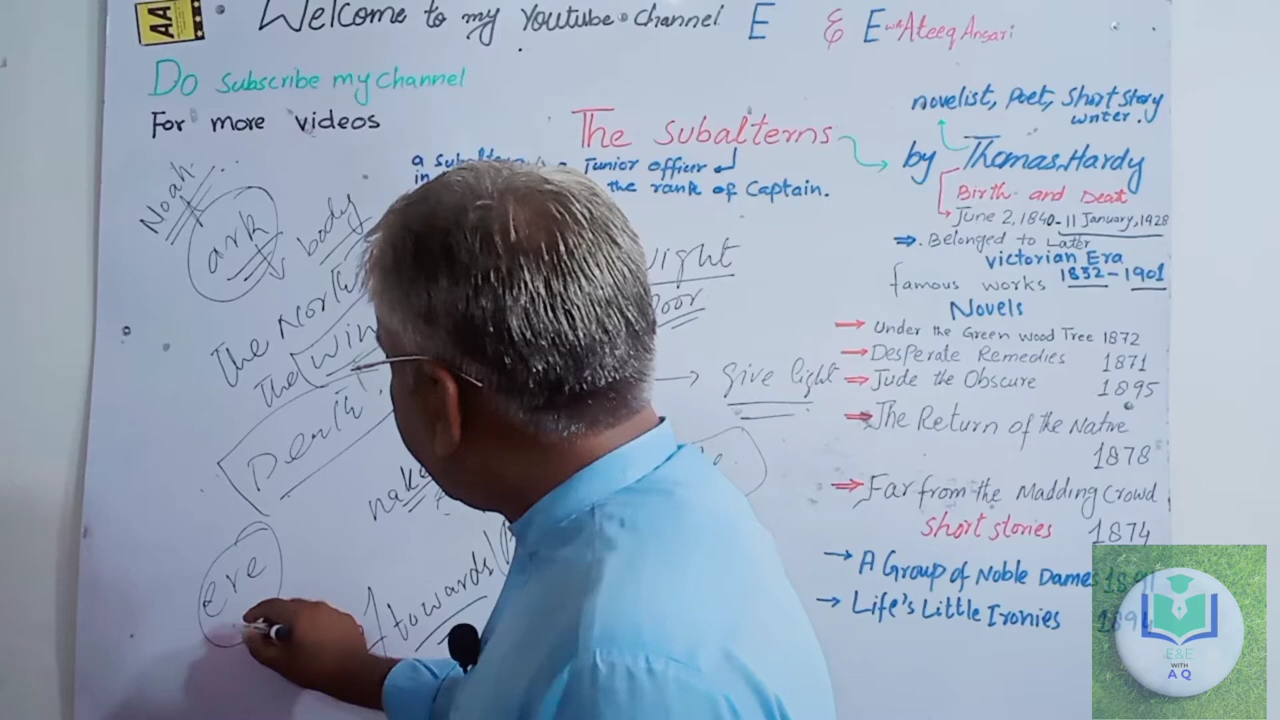 AA
Welcome to my Youtube channel E & E with Ateeq Ansari
Do subscribe my channel
For more videos
novelist, Poet, Short Story
writer.
The subalterns
by Thomas Hardy
a
Junior officer
in
the rank of Captain.
Birth and Deat
June 2, 1840-11 January, 1928
Belonged to Later
Victorian Era
1832-1901
famous works
Novels
Under the Green wood Tree 1872
Desperate Remedies 1871
Jude the Obscure 1895
The Return of the Native
1878
Far from the Madding Crowd
1874
short stories
A Group of Noble Dames
Life's Little Ironies 1894
Noah
ark
body
The North
The Win
Death
give light
ere
towards
E&E
WITH
A Q